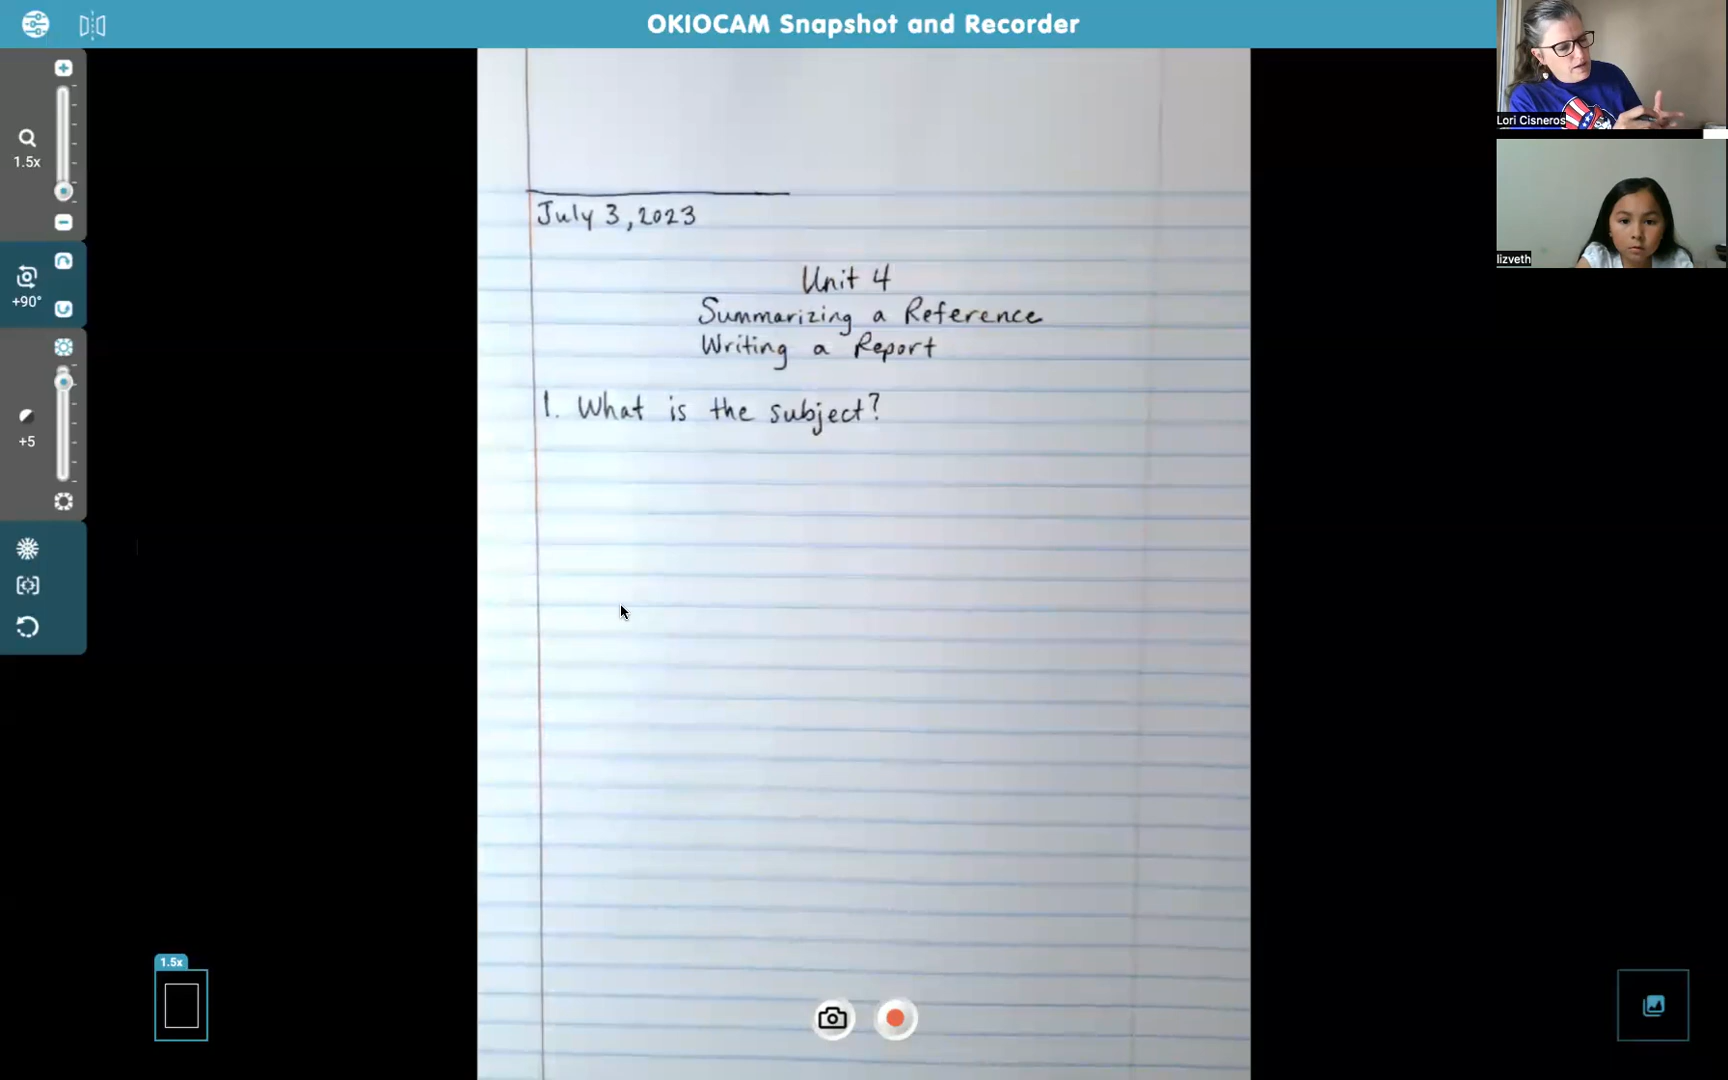 OKIOCAM Snapshot and Recorder
1.5x
+90°
+5
1.5x
Lori Cisneros
lizveth
July 3, 2023
Unit 4
Summarizing a Reference
Writing a Report
1. What is the subject?